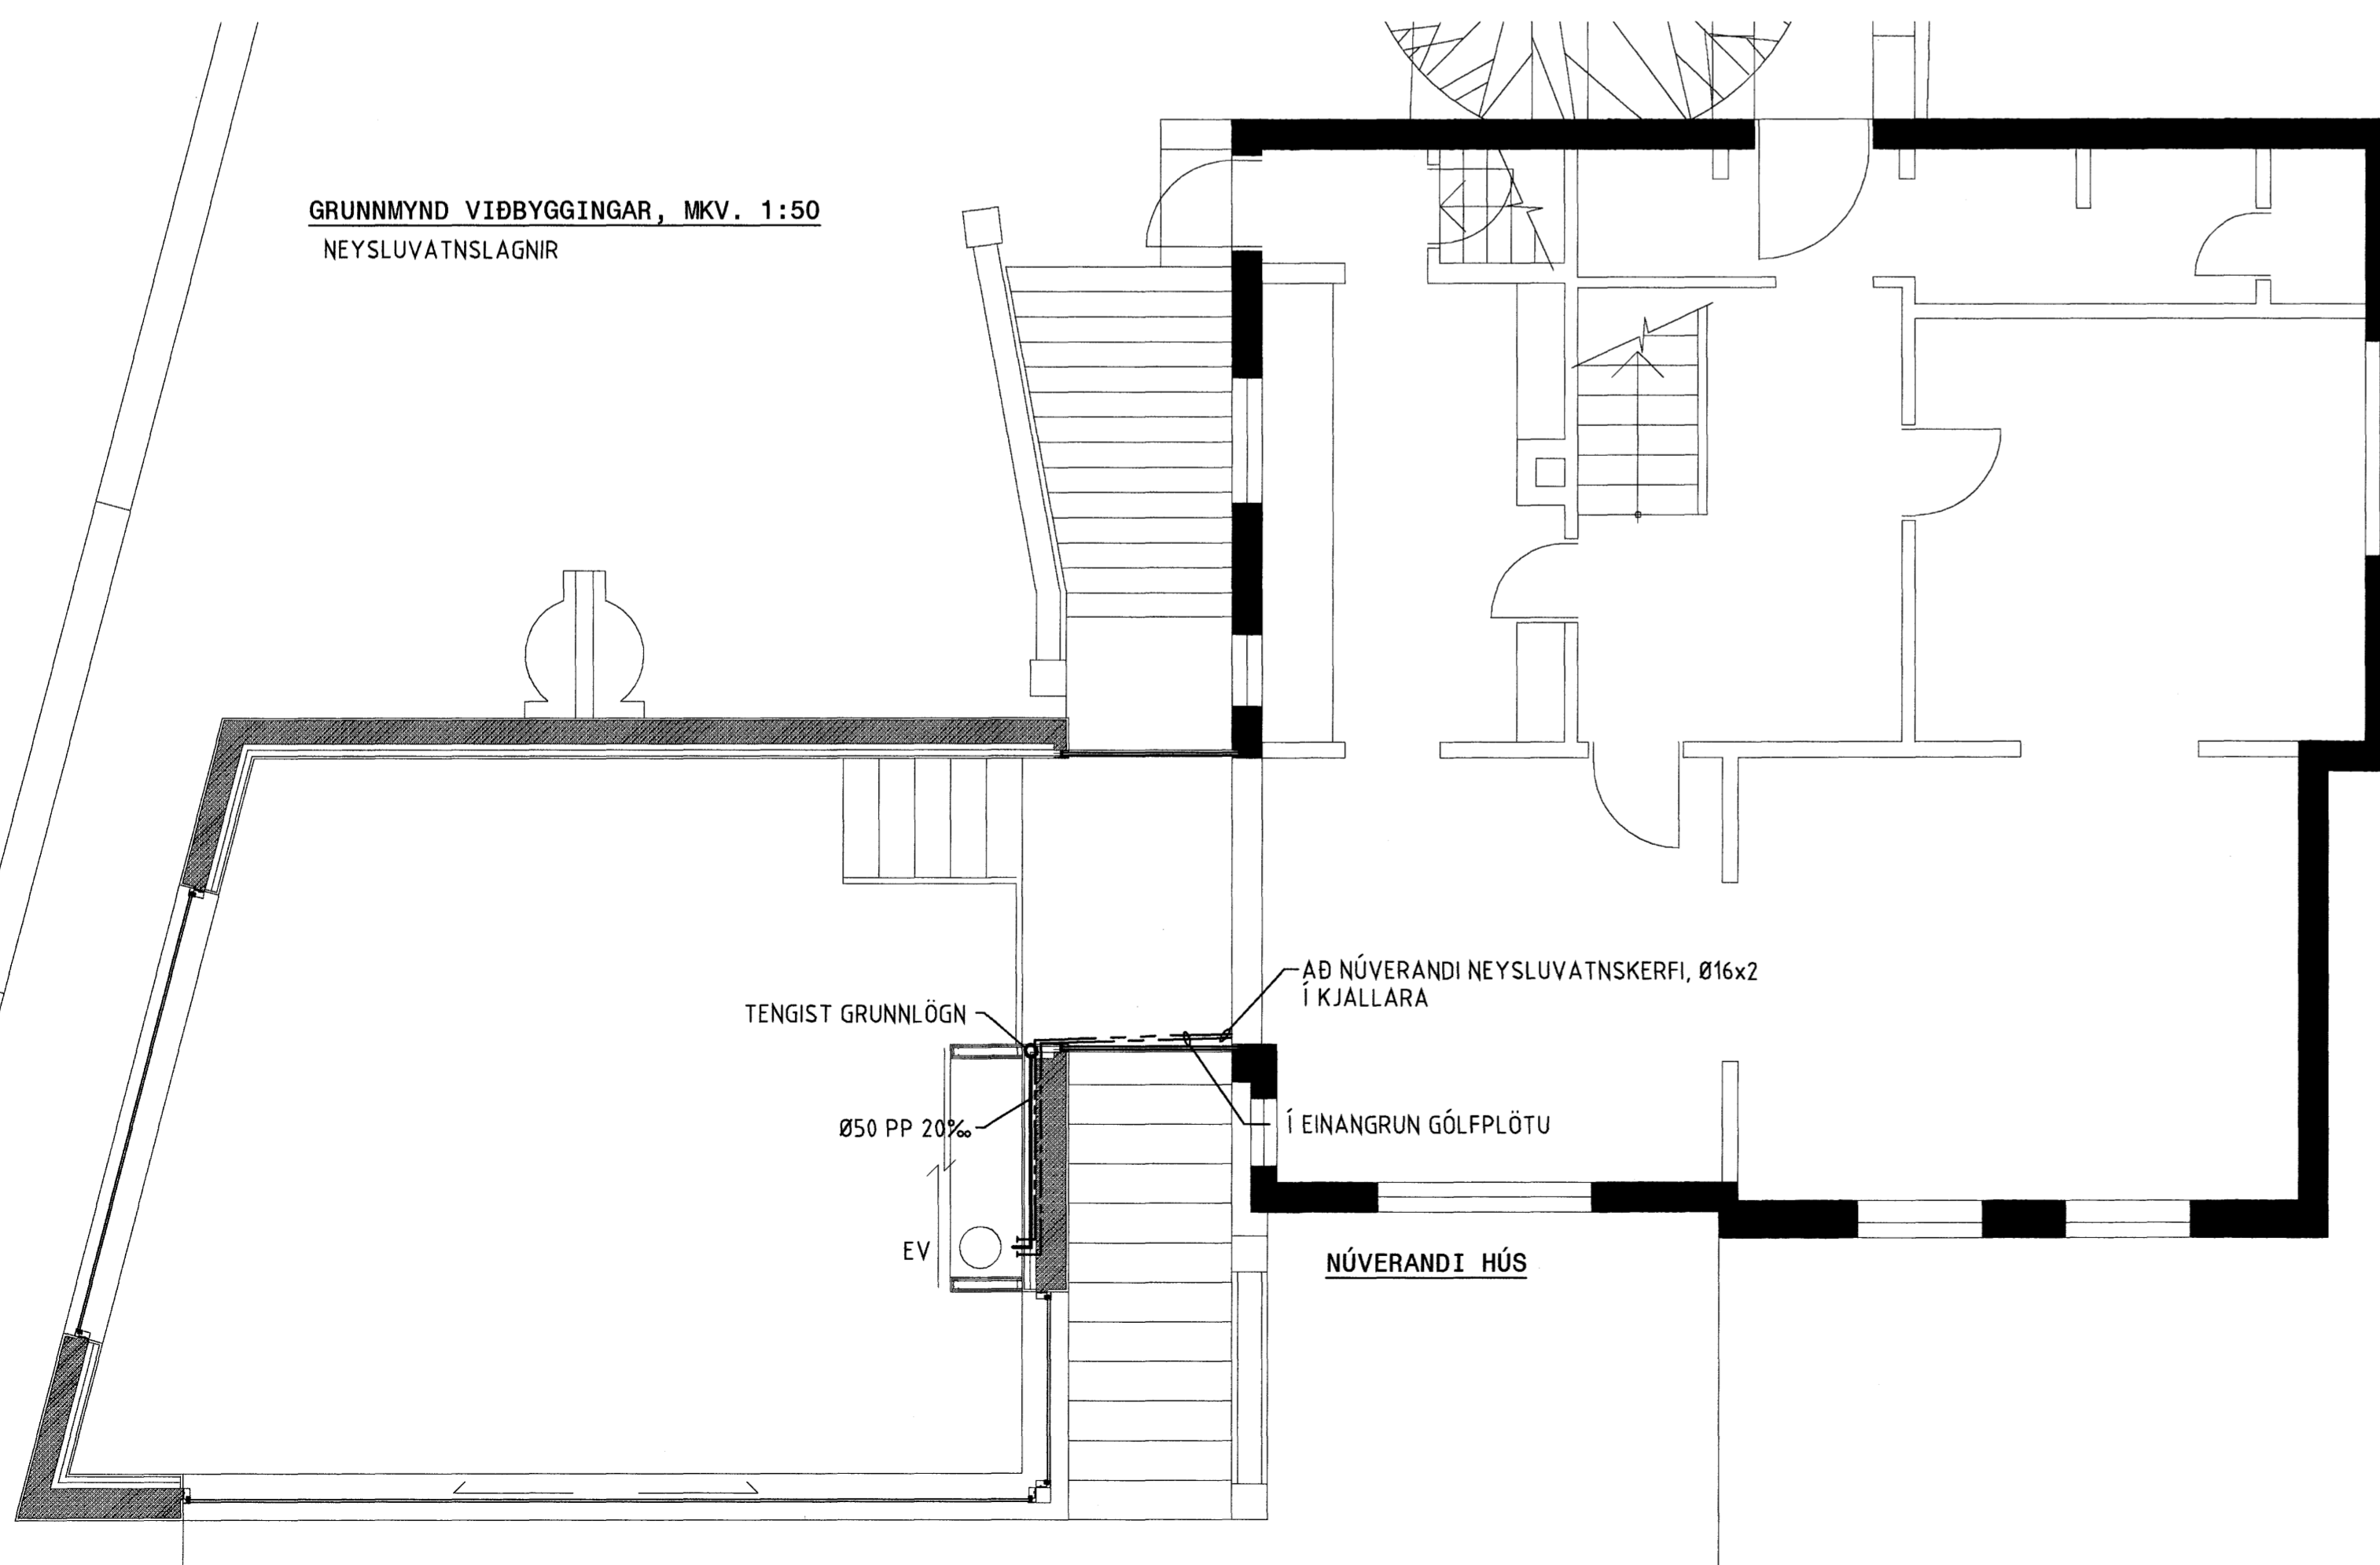 GRUNNMYND VIÐBYGGINGAR, MKV. 1:50
NEYSLUVATNSLAGNIR
AÐ NÚVERANDI NEYSLUVATNSKERFI, Ø16x2
Í KJALLARA
TENGIST GRUNNLÖGN
Ø50 PP 20‰
Í EINANGRUN GÓLFPLÖTU
EV
NÚVERANDI HÚS